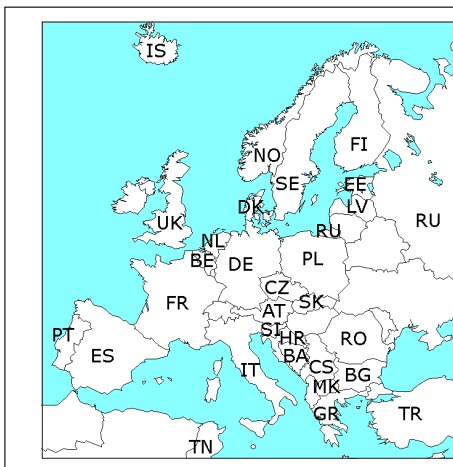 IS
NO
FI
SE
EE
LV
DK
UK
RU
RU
NL
BE
DE
PL
CZ
SK
FR
AT
SI
HR
RO
PT
ES
IT
BA
CS
BG
MK
GR
TR
TN